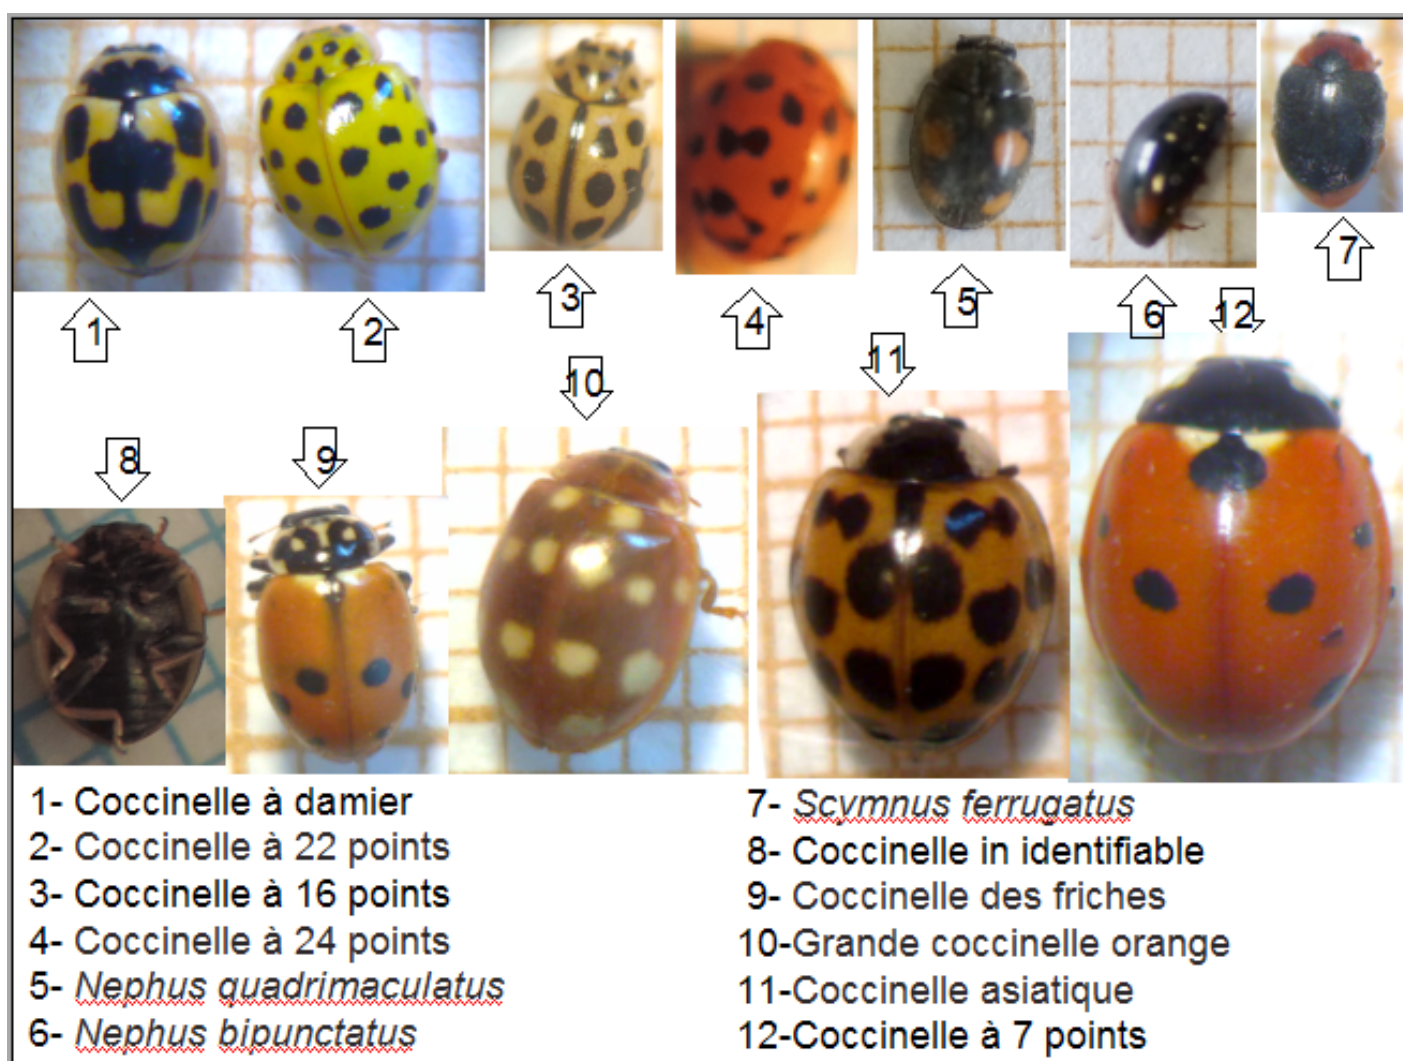 1
2
3
4
5
6
7
8
9
10
11
12
1- Coccinelle à damier
2- Coccinelle à 22 points
3- Coccinelle à 16 points
4- Coccinelle à 24 points
5- Nephus quadrimaculatus
6- Nephus bipunctatus
7- Scymnus ferrugatus
8- Coccinelle in identifiable
9- Coccinelle des friches
10-Grande coccinelle orange
11-Coccinelle asiatique
12-Coccinelle à 7 points